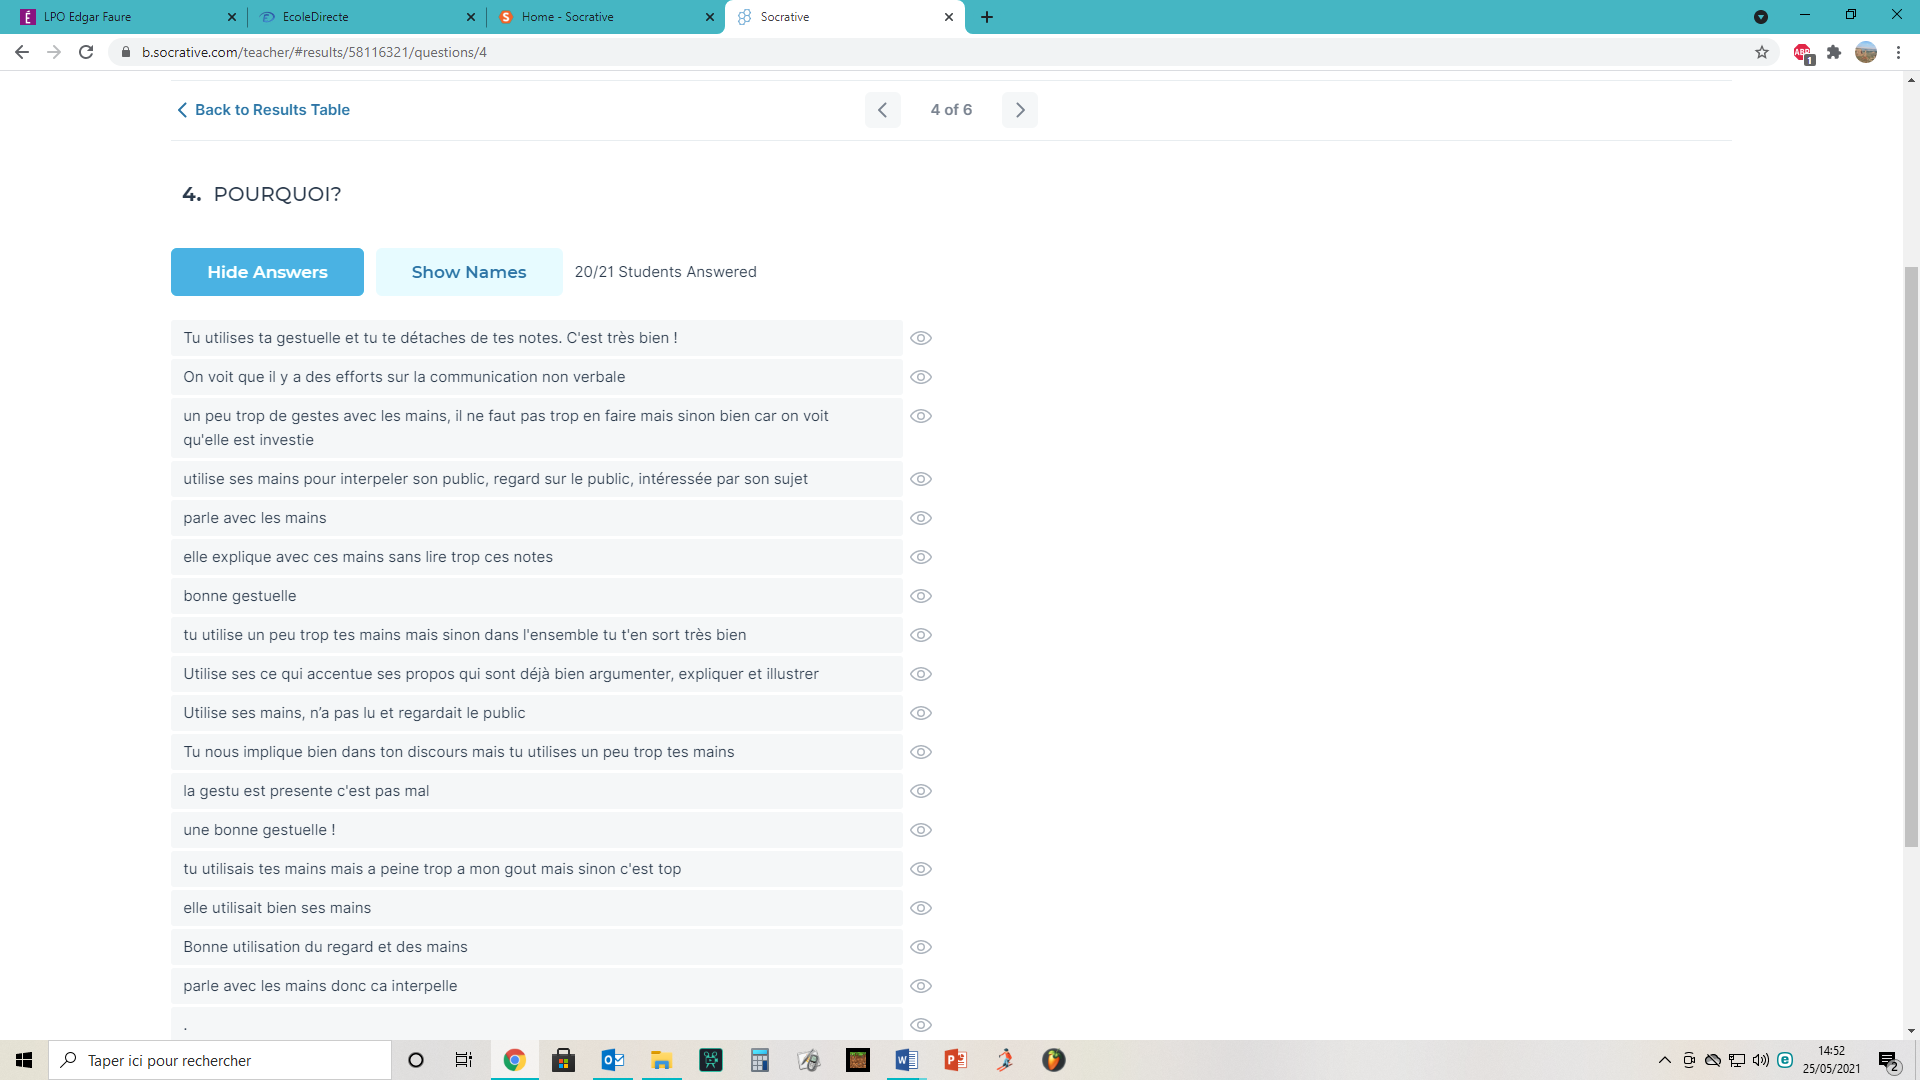 LPO Edgar Faure
EcoleDirecte
Home - Socrative
Socrative
b.socrative.com/teacher/#results/58116321/questions/4
ABP
1
Back to Results Table
4 of 6
4. POURQUOI?
Hide Answers
Show Names
20/21 Students Answered
Tu utilises ta gestuelle et tu te détaches de tes notes. C'est très bien !
On voit que il y a des efforts sur la communication non verbale
un peu trop de gestes avec les mains, il ne faut pas trop en faire mais sinon bien car on voit
qu'elle est investie
utilise ses mains pour interpeler son public, regard sur le public, intéressée par son sujet
parle avec les mains
elle explique avec ces mains sans lire trop ces notes
bonne gestuelle
tu utilise un peu trop tes mains mais sinon dans l'ensemble tu t'en sort très bien
Utilise ses ce qui accentue ses propos qui sont déjà bien argumenter, expliquer et illustrer
Utilise ses mains, n’a pas lu et regardait le public
Tu nous implique bien dans ton discours mais tu utilises un peu trop tes mains
la gestu est presente c'est pas mal
une bonne gestuelle !
tu utilisais tes mains mais a peine trop a mon gout mais sinon c'est top
elle utilisait bien ses mains
Bonne utilisation du regard et des mains
parle avec les mains donc ca interpelle
.
Taper ici pour rechercher
14:52
25/05/2021
2